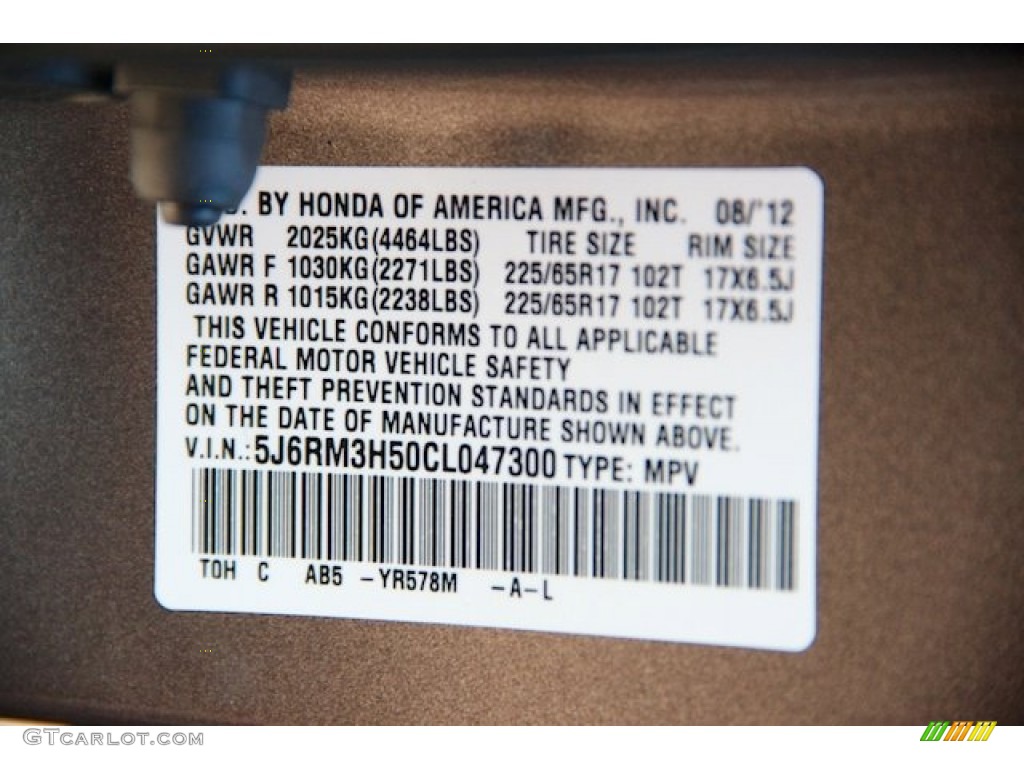 BY HONDA OF AMERICA MFG., INC. 08/'12
GVWR 2025KG(4464LBS) TIRE SIZE RIM SIZE
GAWR F 1030KG(2271LBS) 225/65R17 102T 17X6.5J
GAWR R 1015KG(2238LBS) 225/65R17 102T 17X6.5J
THIS VEHICLE CONFORMS TO ALL APPLICABLE
FEDERAL MOTOR VEHICLE SAFETY
AND THEFT PREVENTION STANDARDS IN EFFECT
ON THE DATE OF MANUFACTURE SHOWN ABOVE.
V.I.N.:5J6RM3H50CL047300 TYPE: MPV
T0H C AB5 -YR578M -A-L
GTCARLOT.COM